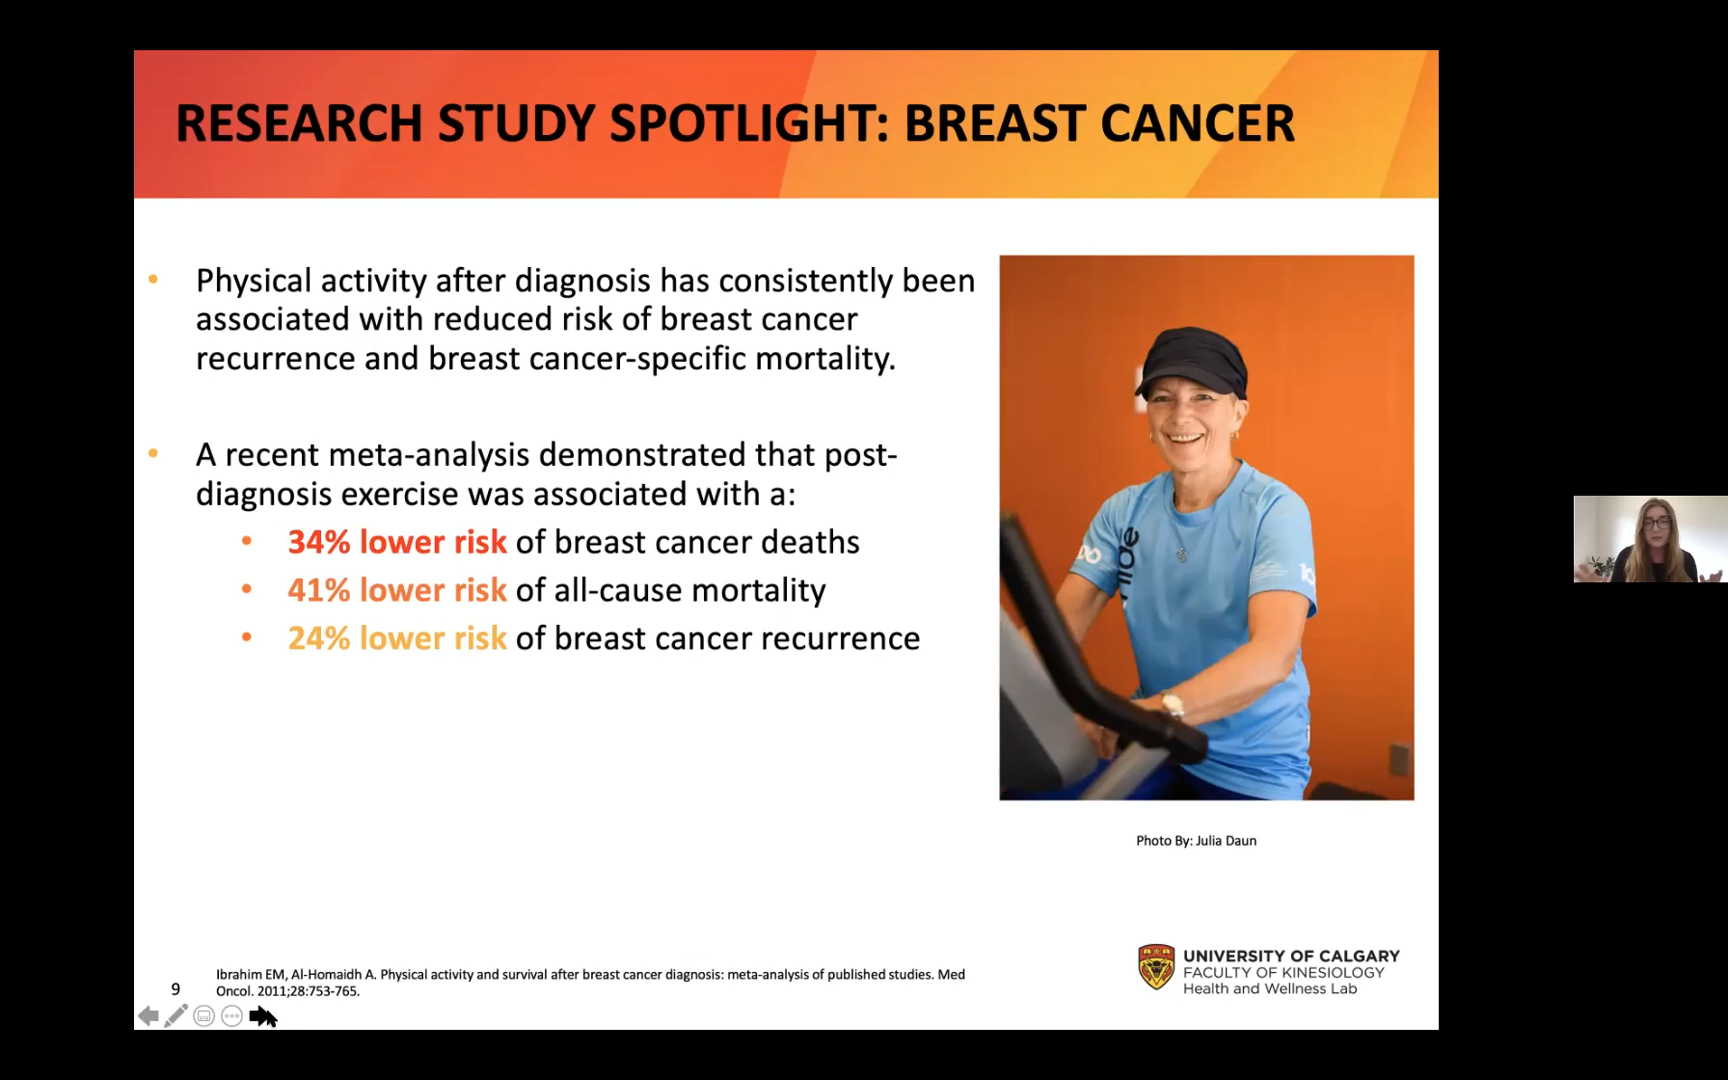 RESEARCH STUDY SPOTLIGHT: BREAST CANCER
• Physical activity after diagnosis has consistently been
associated with reduced risk of breast cancer
recurrence and breast cancer-specific mortality.
• A recent meta-analysis demonstrated that post-
diagnosis exercise was associated with a:
• 34% lower risk of breast cancer deaths
• 41% lower risk of all-cause mortality
• 24% lower risk of breast cancer recurrence
Photo By: Julia Daun
Ibrahim EM, Al-Homaidh A. Physical activity and survival after breast cancer diagnosis: meta-analysis of published studies. Med
Oncol. 2011;28:753-765.
9
UNIVERSITY OF CALGARY
FACULTY OF KINESIOLOGY
Health and Wellness Lab